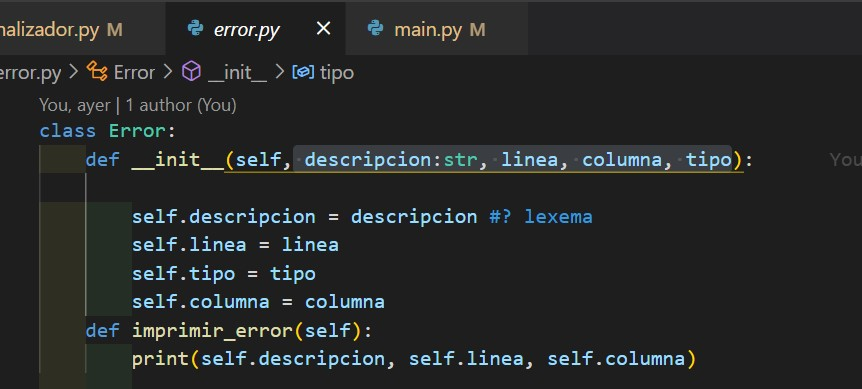 nalizador.py M error.py × main.py M
error.py > Error > __init__ > tipo
You, ayer | 1 author (You)
class Error:
def __init__(self, descripcion:str, linea, columna, tipo): You
self.descripcion = descripcion #? lexema
self.linea = linea
self.tipo = tipo
self.columna = columna
def imprimir_error(self):
print(self.descripcion, self.linea, self.columna)